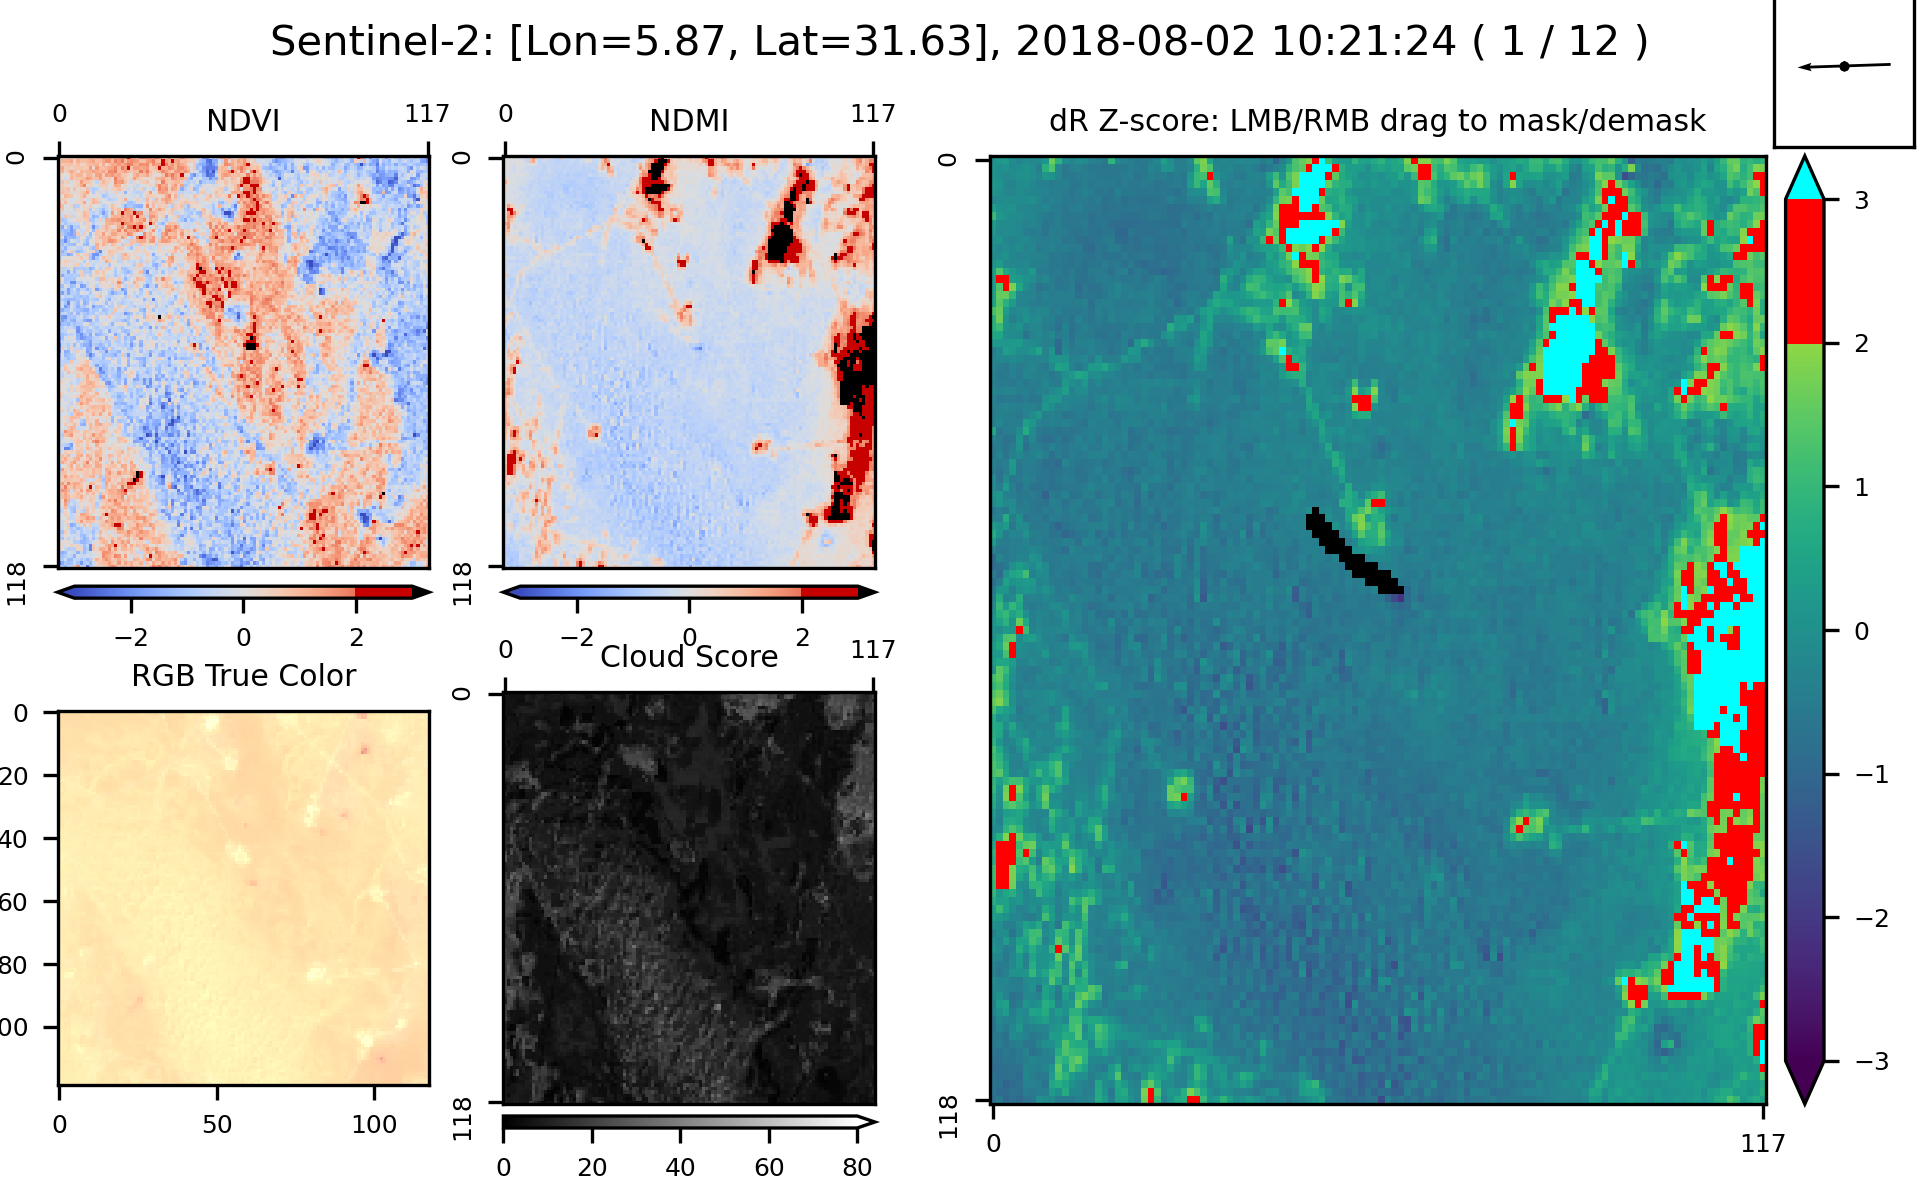 Sentinel-2: [Lon=5.87, Lat=31.63], 2018-08-02 10:21:24 ( 1 / 12 )
0 NDVI 117
0
118
−2 0 2
0 NDMI 117
0
118
−2 0 2
dR Z-score: LMB/RMB drag to mask/demask
0
118
0 117
3
2
1
0
−1
−2
−3
RGB True Color
0
20
40
60
80
00
0 50 100
0 Cloud Score 117
0
118
0 20 40 60 80